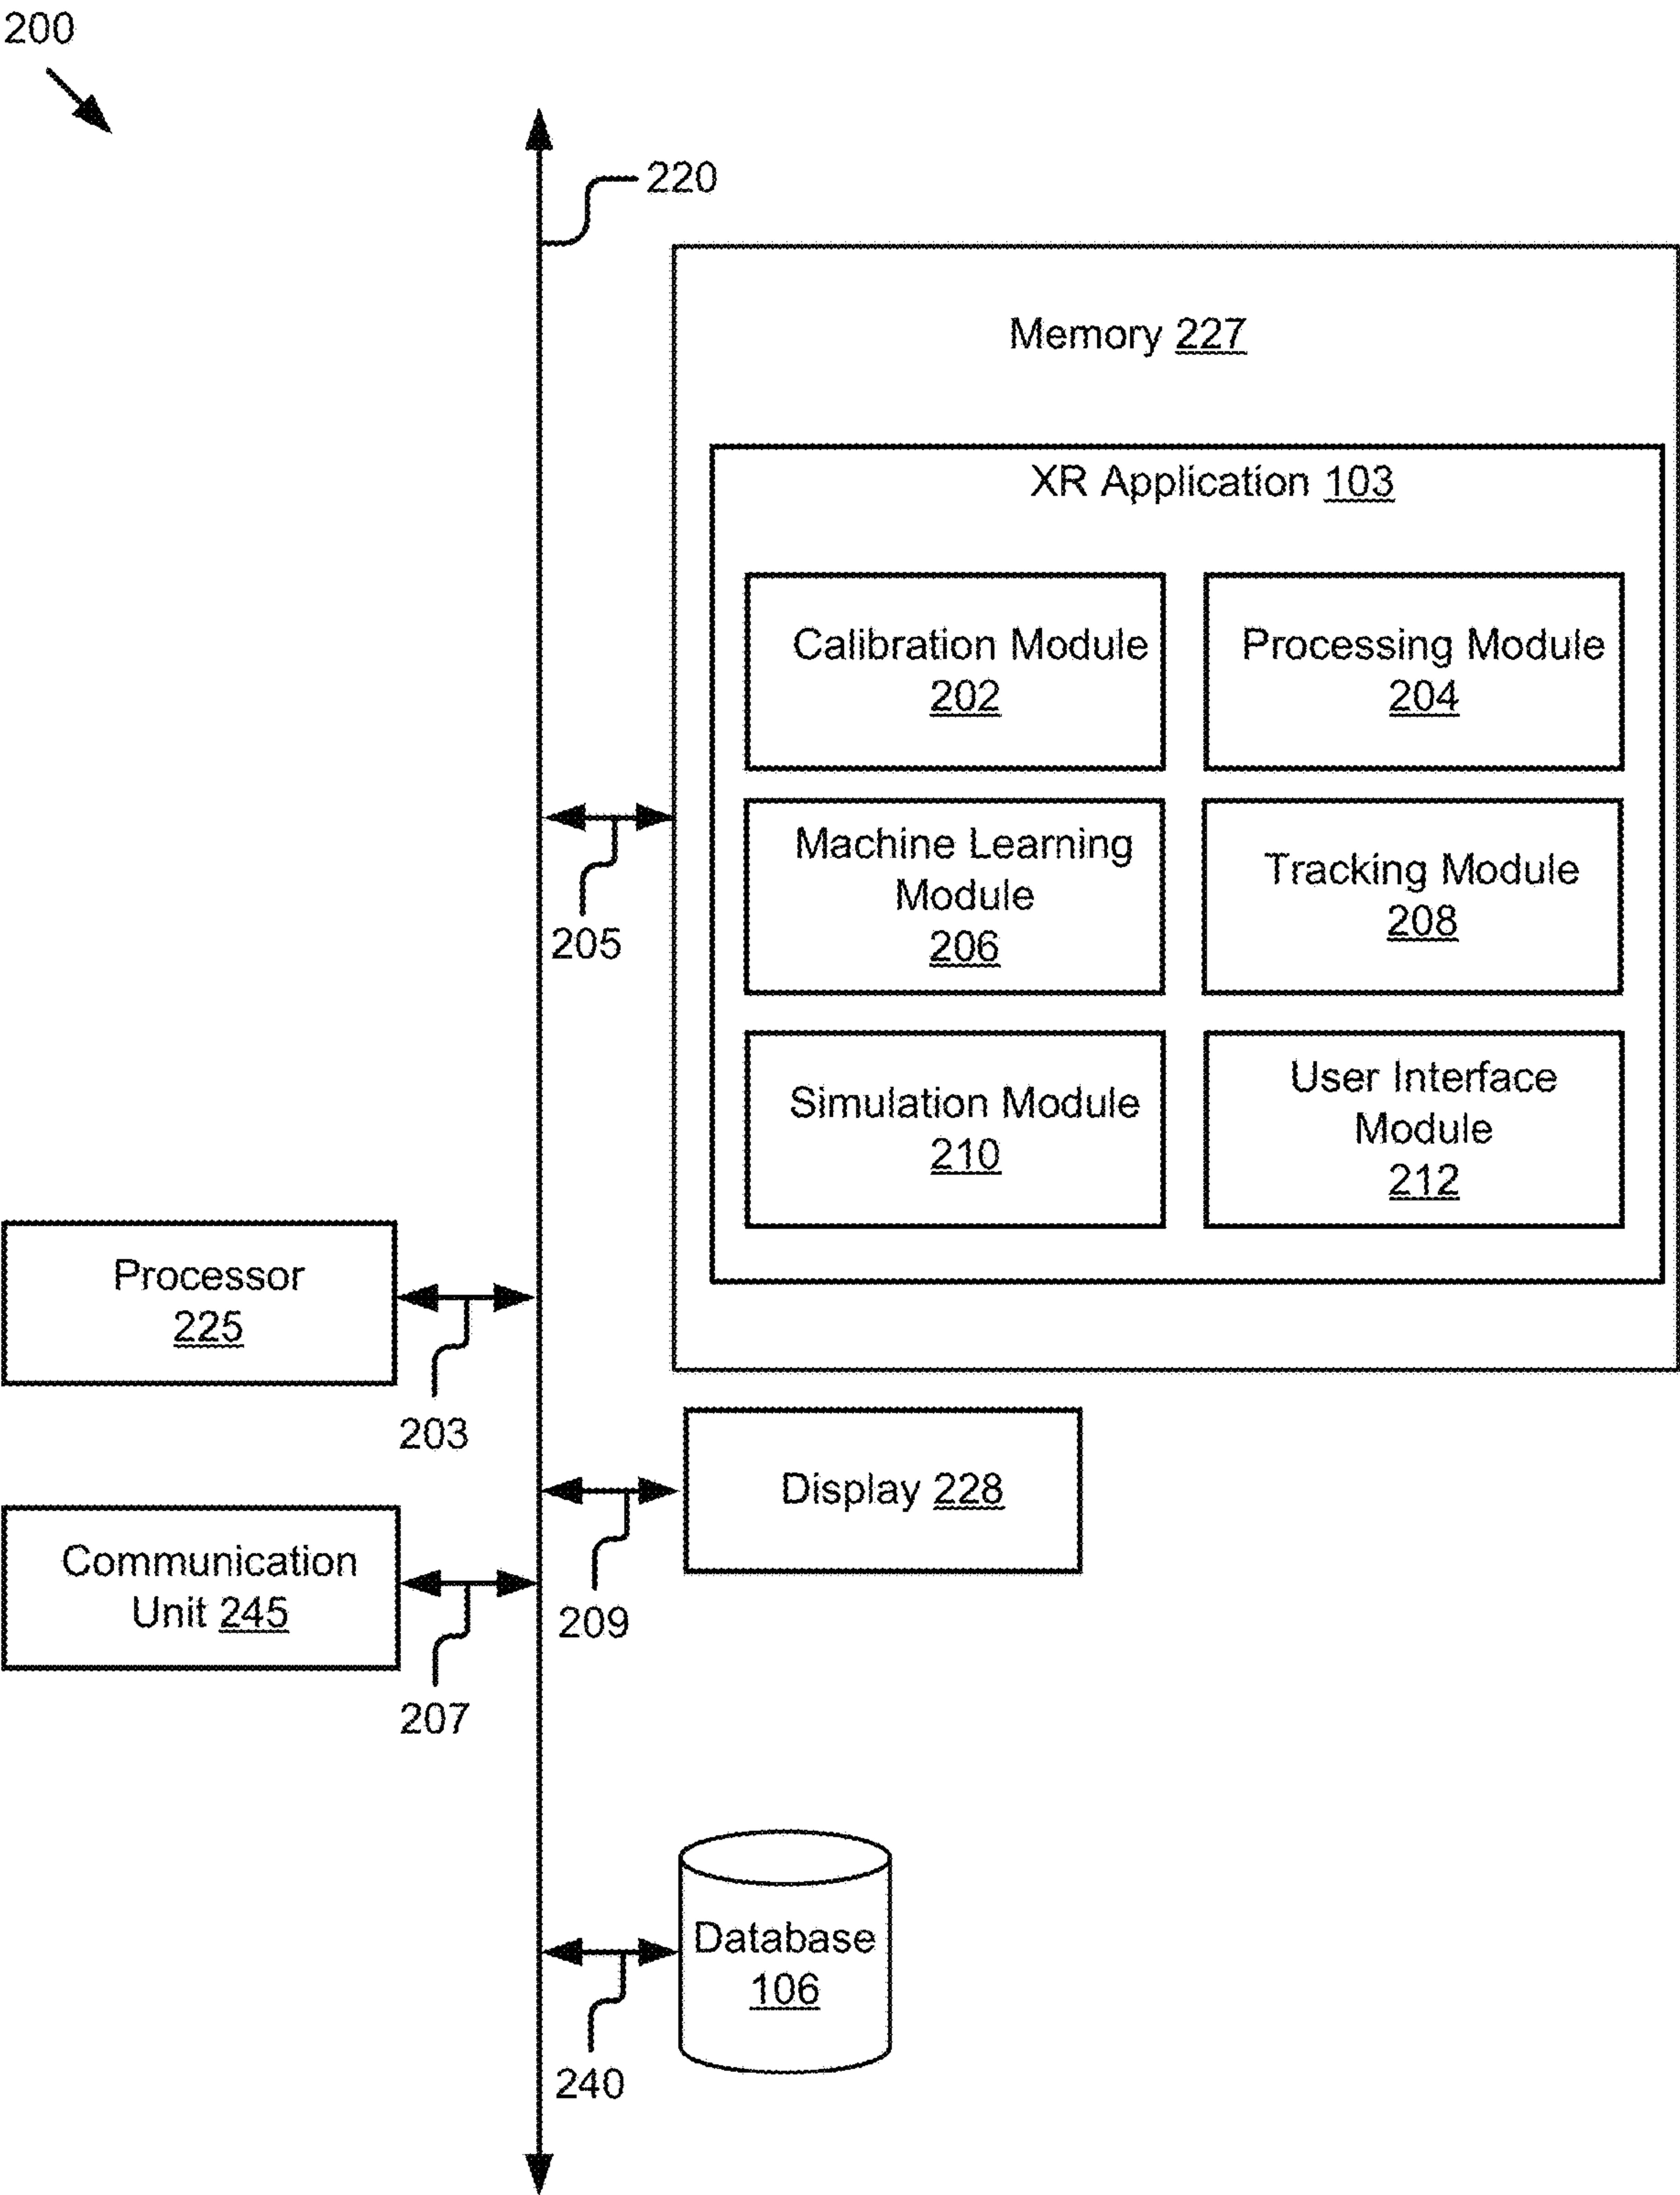 200
220
Memory 227
XR Application 103
Calibration Module
202
Processing Module
204
Machine Learning
Module
206
Tracking Module
208
205
Simulation Module
210
User Interface
Module
212
Processor
225
203
Display 228
209
Communication
Unit 245
207
Database
106
240